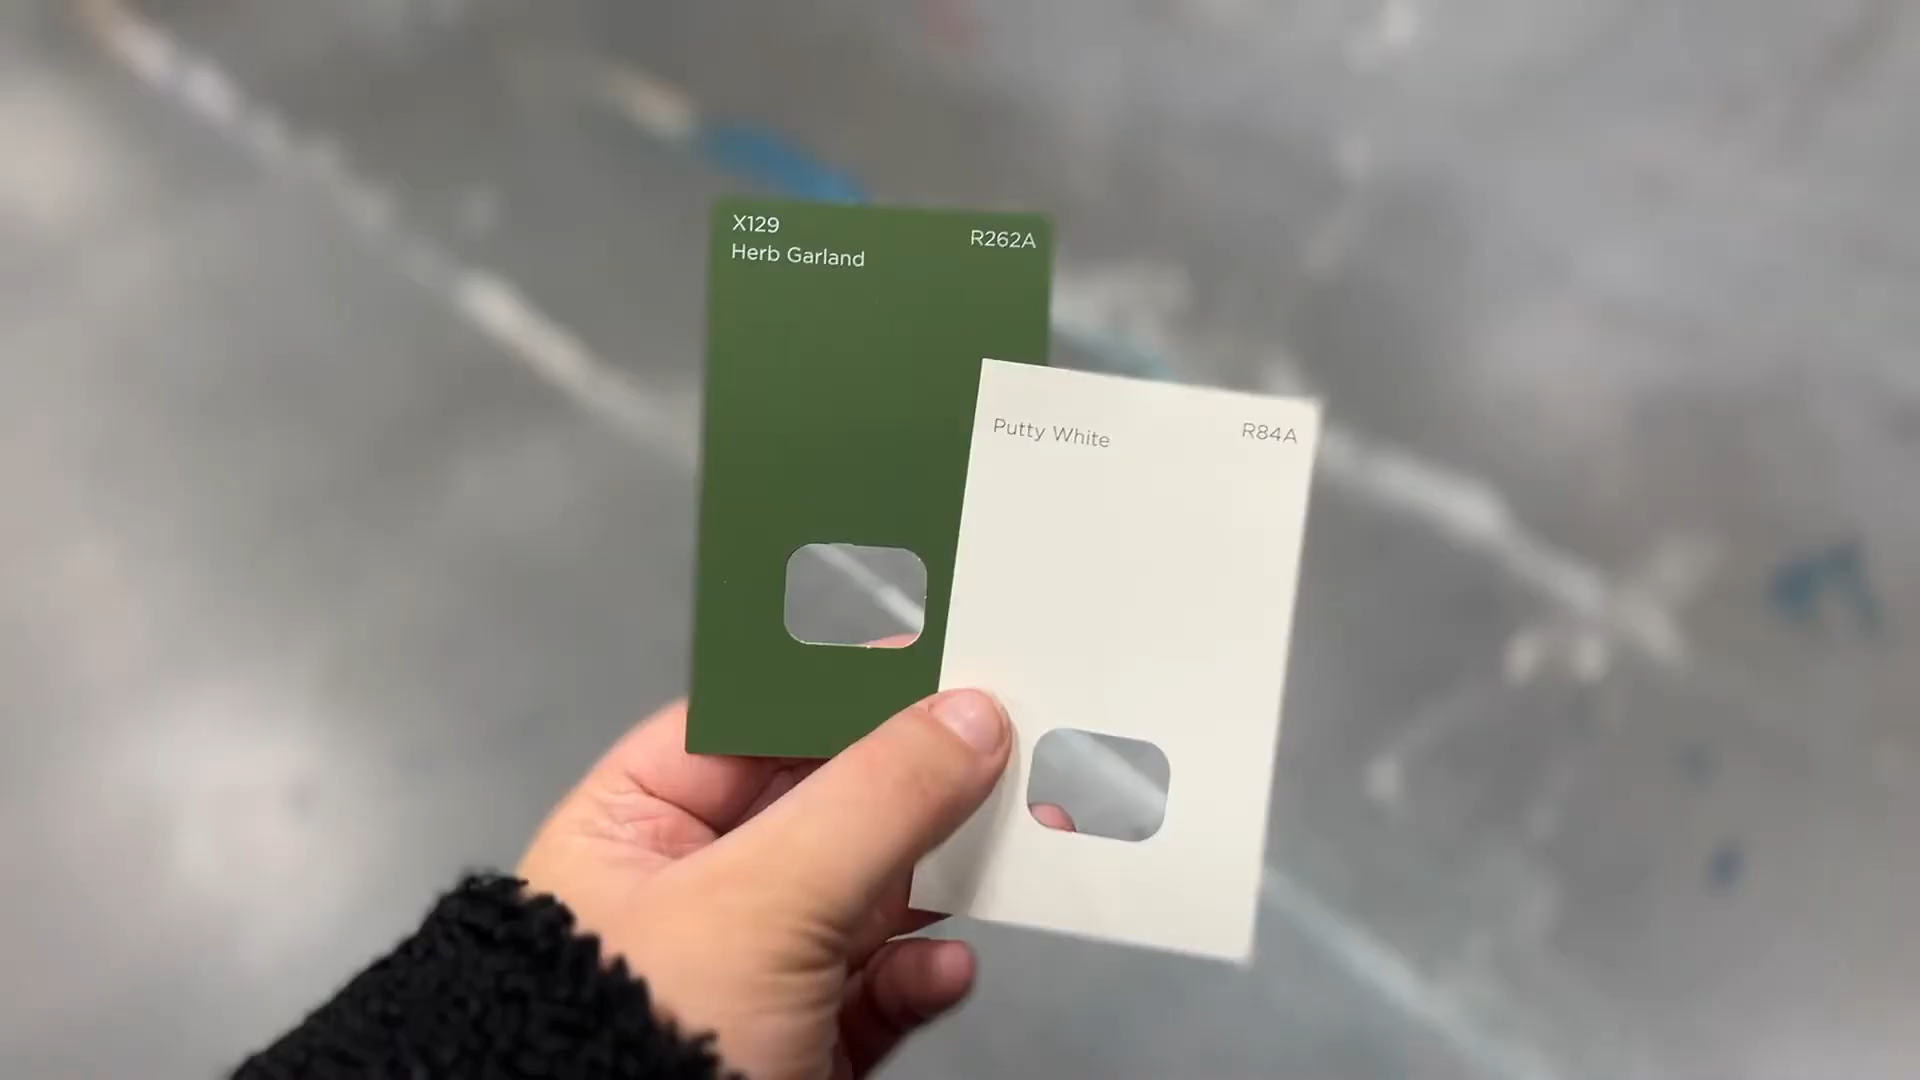 X129
Herb Garland
R262A
Putty White
R84A